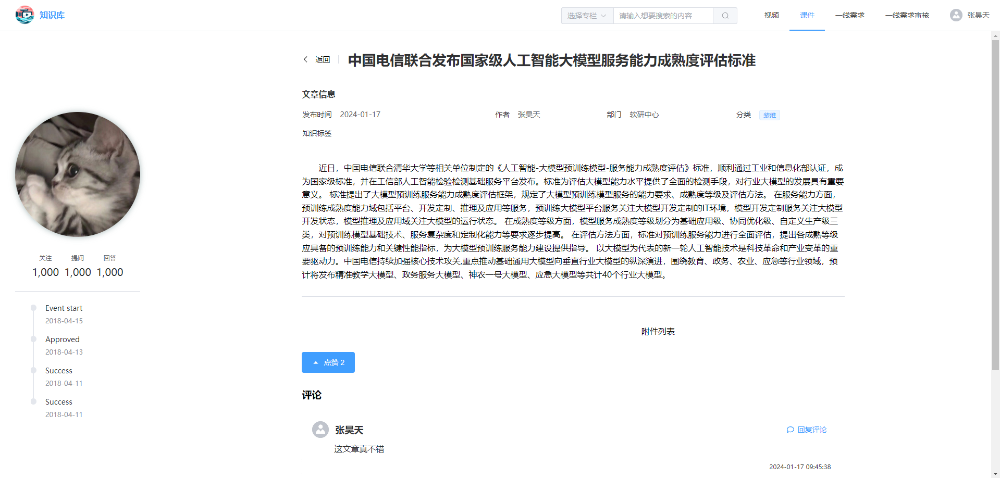 知识库
选择专栏
请输入想要搜索的内容
视频
课件
一线需求
一线需求审核
张昊天
返回
中国电信联合发布国家级人工智能大模型服务能力成熟度评估标准
文章信息
发布时间 2024-01-17 作者 张昊天 部门 软研中心 分类 装维
知识标签
近日，中国电信联合清华大学等相关单位制定的《人工智能-大模型预训练模型-服务能力成熟度评估》标准，顺利通过工业和信息化部认证，成
为国家级标准，并在工信部人工智能检验检测基础服务平台发布。标准为评估大模型能力水平提供了全面的检测手段，对行业大模型的发展具有重要
意义。 标准提出了大模型预训练服务能力成熟度评估框架，规定了大模型预训练模型服务的能力要求、成熟度等级及评估方法。 在服务能力方面，
预训练成熟度能力域包括平台、开发定制、推理及应用等服务，预训练大模型平台服务关注大模型开发定制的IT环境，模型开发定制服务关注大模型
开发状态，模型推理及应用域关注大模型的运行状态。 在成熟度等级方面，模型服务成熟度等级划分为基础应用级、协同优化级、自定义生产级三
类，对预训练模型基础技术、服务复杂度和定制化能力等要求逐步提高。 在评估方法方面，标准对预训练服务能力进行全面评估，提出各成熟等级
应具备的预训练能力和关键性能指标，为大模型预训练服务能力建设提供指导。 以大模型为代表的新一轮人工智能技术是科技革命和产业变革的重
要驱动力。中国电信持续加强核心技术攻关,重点推动基础通用大模型向垂直行业大模型的纵深演进，围绕教育、政务、农业、应急等行业领域，预
计将发布精准教学大模型、政务服务大模型、神农一号大模型、应急大模型等共计40个行业大模型。
关注 提问 回答
1,000 1,000 1,000
Event start
2018-04-15
Approved
2018-04-13
Success
2018-04-11
Success
2018-04-11
附件列表
点赞 2
评论
张昊天
回复评论
这文章真不错
2024-01-17 09:45:38